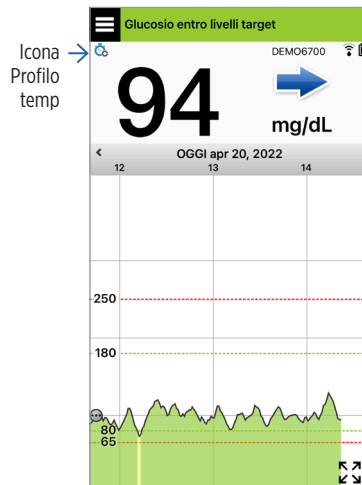 Glucosio entro livelli target
Icona
Profilo
temp
DEMO6700
94
mg/dL
OGGI apr 20, 2022
12 13 14
250
180
80
65